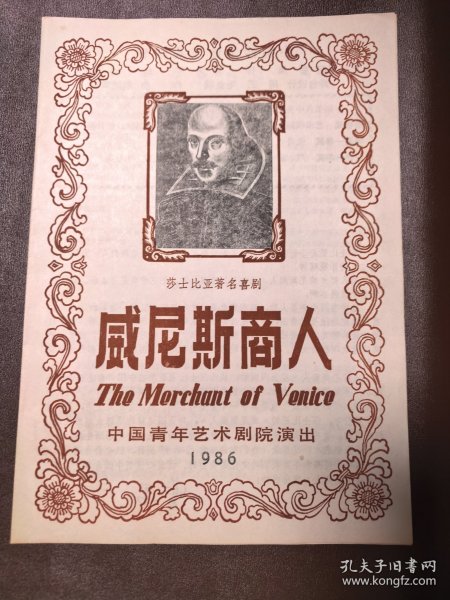 莎士比亚著名喜剧
威尼斯商人
The Merchant of Venice
中国青年艺术剧院演出
1986
孔夫子旧书网
www.kongfz.com